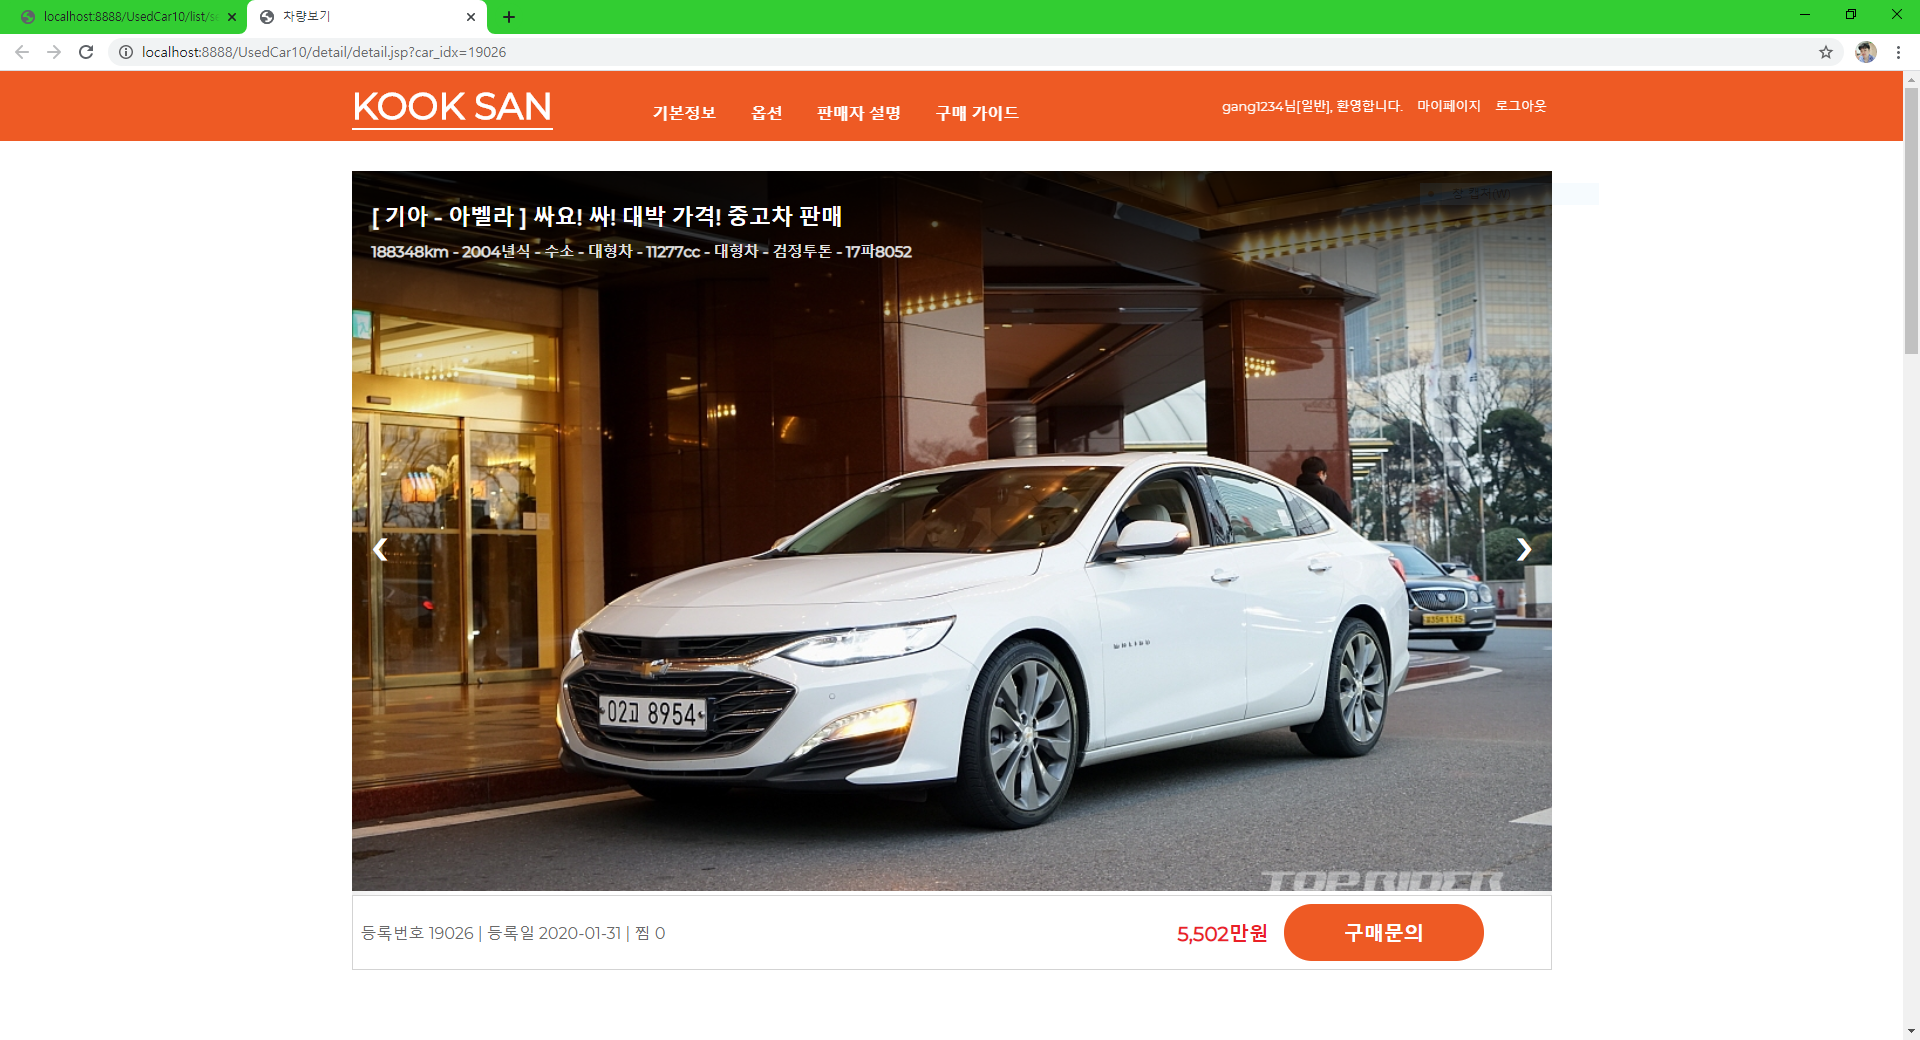 localhost:8888/UsedCar10/list/se
차량보기
localhost:8888/UsedCar10/detail/detail.jsp?car_idx=19026
KOOK SAN
기본정보 옵션 판매자 설명 구매 가이드
gang1234님[일반], 환영합니다. 마이페이지 로그아웃
[ 기아 - 아벨라 ] 싸요! 싸! 대박 가격! 중고차 판매
188348km - 2004년식 - 수소 - 대형차 - 11277cc - 대형차 - 검정투톤 - 17파8052
MALIBU
02고 8954
TOP RIDER
등록번호 19026 | 등록일 2020-01-31 | 찜 0
5,502만원
구매문의